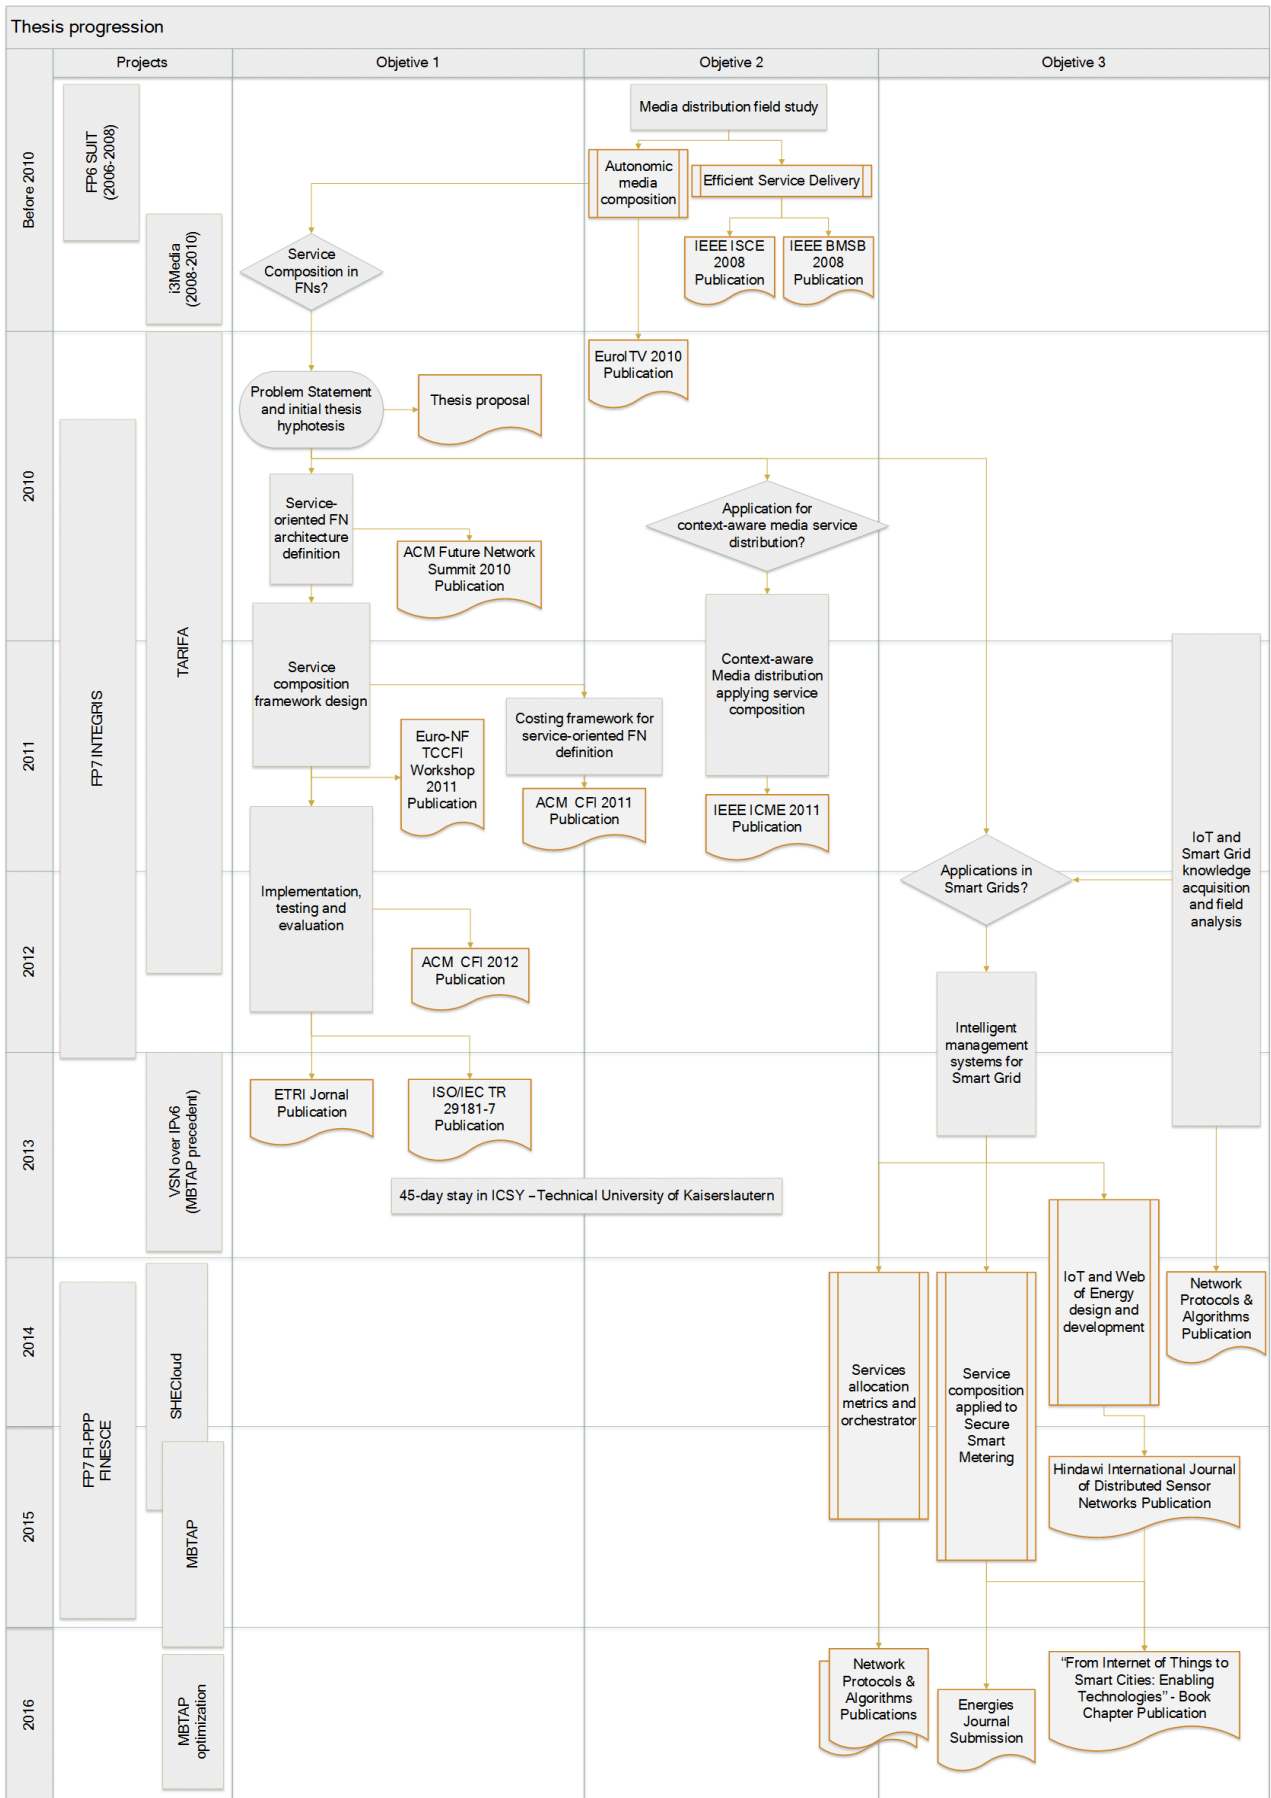 Thesis progression
Projects
Objetive 1
Objetive 2
Objetive 3
Before 2010
FP6 SUIT
(2006-2008)
i3Media
(2008-2010)
Media distribution field study
Autonomic
media
composition
Efficient Service Delivery
IEEE ISCE
2008
Publication
IEEE BMSB
2008
Publication
Service
Composition in
FNs?
2010
FP7 INTEGRIS
TARIFA
EuroITV 2010
Publication
Problem Statement
and initial thesis
hyphotesis
Thesis proposal
Service-
oriented FN
architecture
definition
ACM Future Network
Summit 2010
Publication
Application for
context-aware media service
distribution?
2011
Service
composition
framework design
Context-aware
Media distribution
applying service
composition
Costing framework for
service-oriented FN
definition
Euro-NF
TCCFI
Workshop
2011
Publication
ACM  CFI 2011
Publication
IEEE ICME 2011
Publication
IoT and
Smart Grid
knowledge
acquisition
and field
analysis
Applications in
Smart Grids?
2012
Implementation,
testing and
evaluation
ACM  CFI 2012
Publication
Intelligent
management
systems for
Smart Grid
2013
VSN over IPv6
(MBTAP precedent)
ETRI Jornal
Publication
ISO/IEC TR
29181-7
Publication
45-day stay in ICSY –Technical University of Kaiserslautern
2014
FP7 FI-PPP
FINESCE
SHECloud
IoT and Web
of Energy
design and
development
Network
Protocols &
Algorithms
Publication
Services
allocation
metrics and
orchestrator
Service
composition
applied to
Secure
Smart
Metering
2015
MBTAP
Hindawi International Journal
of Distributed Sensor
Networks Publication
2016
MBTAP
optimization
Network
Protocols &
Algorithms
Publications
Energies
Journal
Submission
“From Internet of Things to
Smart Cities: Enabling
Technologies” - Book
Chapter Publication